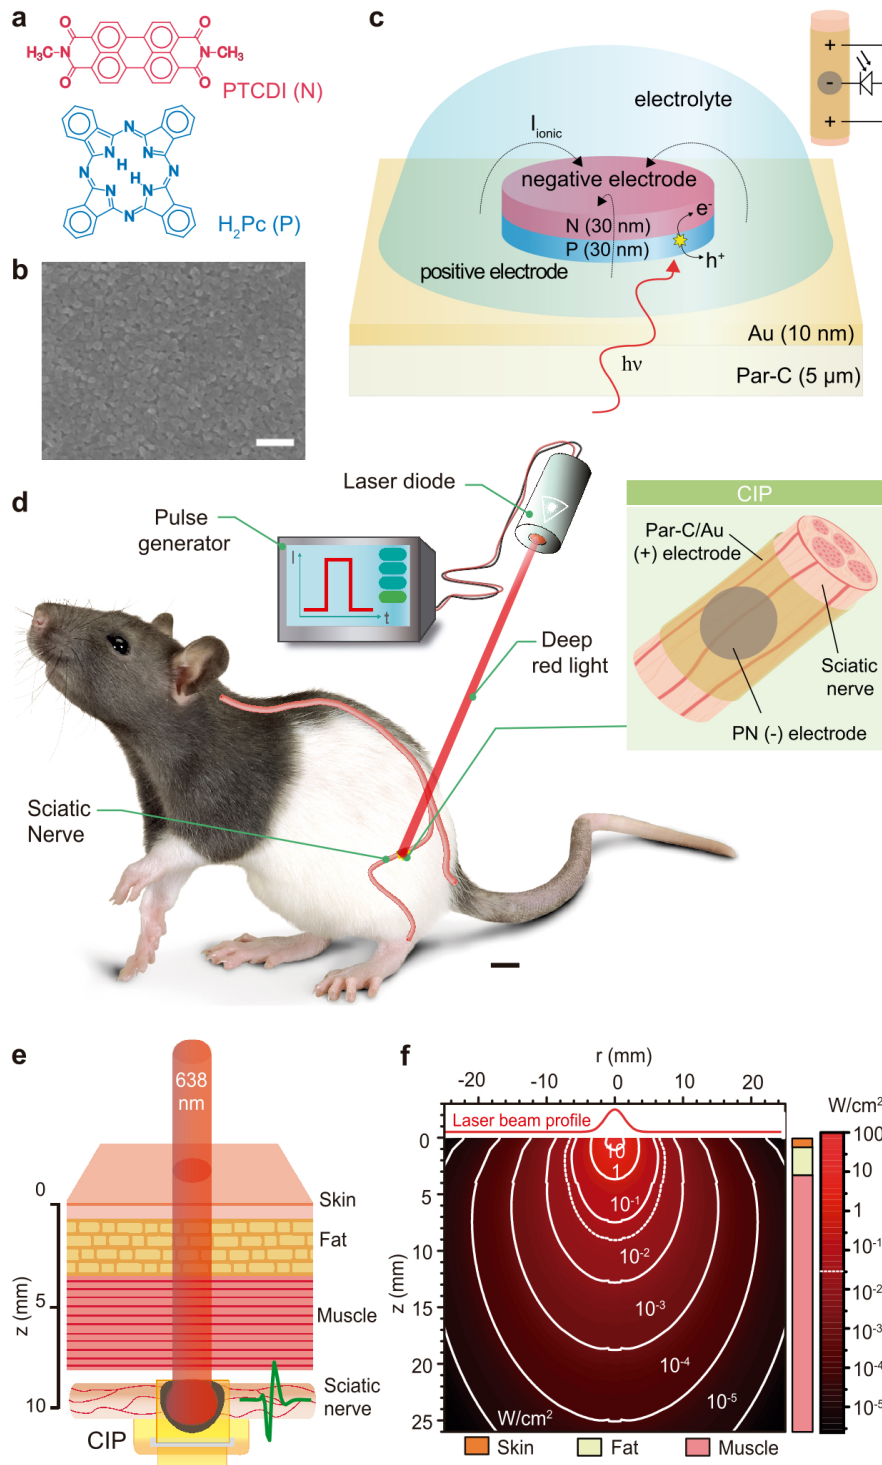 a
O
O
H₃C–N
N–CH₃
O
O
PTCDI (N)
N
N
N
H
N
N
H
N
N
N
H₂Pc (P)
b
c
electrolyte
I ionic
negative electrode
N (30 nm)
P (30 nm)
e⁻
h⁺
positive electrode
hν
Au (10 nm)
Par-C (5 µm)
+
-
+
d
Laser diode
Pulse
generator
I
t
Deep
red light
Sciatic
Nerve
CIP
Par-C/Au
(+) electrode
Sciatic
nerve
PN (-) electrode
e
638
nm
0
5
10
z (mm)
Skin
Fat
Muscle
Sciatic
nerve
CIP
f
r (mm)
-20 -10 0 10 20
Laser beam profile
W/cm²
0
5
10
15
20
25
z (mm)
10
1
10⁻¹
10⁻²
10⁻³
10⁻⁴
10⁻⁵
W/cm²
100
10
1
10⁻¹
10⁻²
10⁻³
10⁻⁴
10⁻⁵
Skin Fat Muscle